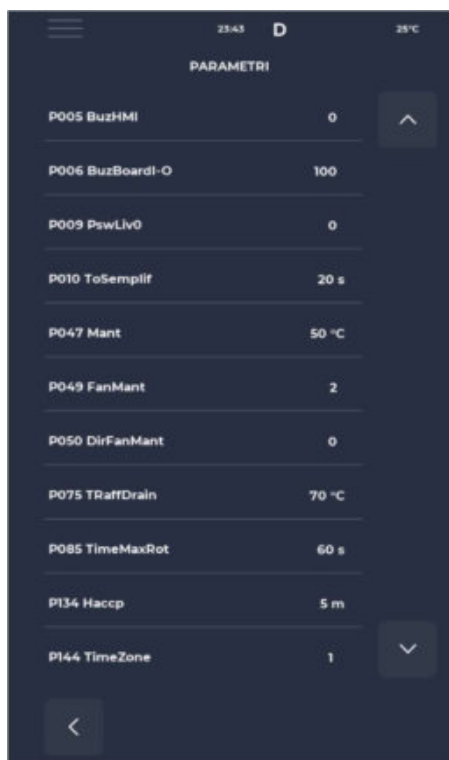 23:43 D 25°C
PARAMETRI
P005 BuzHMI 0
P006 BuzBoardI-O 100
P009 PswLiv0 0
P010 ToSemplif 20 s
P047 Mant 50 °C
P049 FanMant 2
P050 DirFanMant 0
P075 TRaffDrain 70 °C
P085 TimeMaxRot 60 s
P134 Haccp 5 m
P144 TimeZone 1